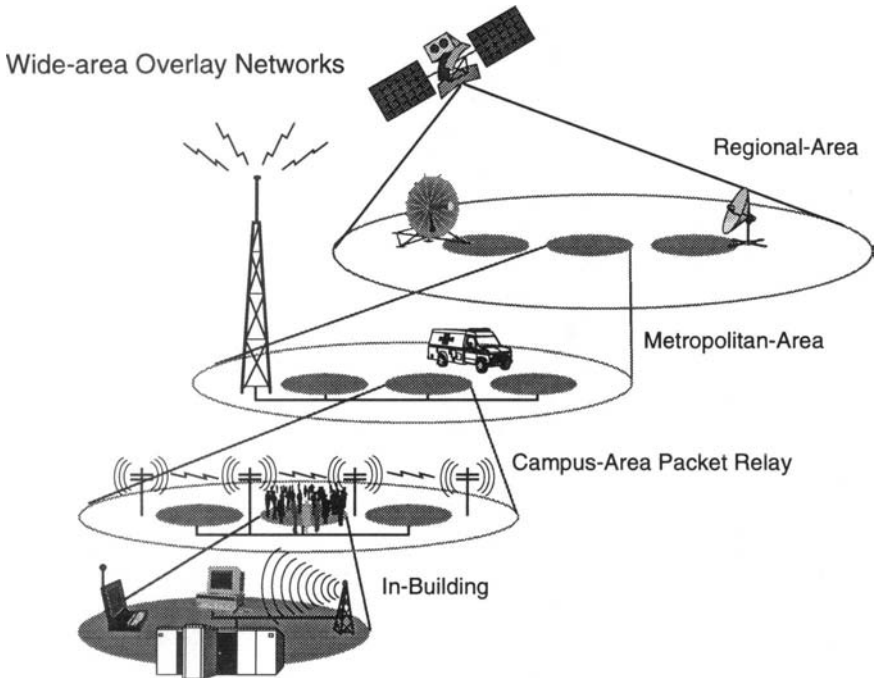 Wide-area Overlay Networks
Regional-Area
Metropolitan-Area
Campus-Area Packet Relay
In-Building